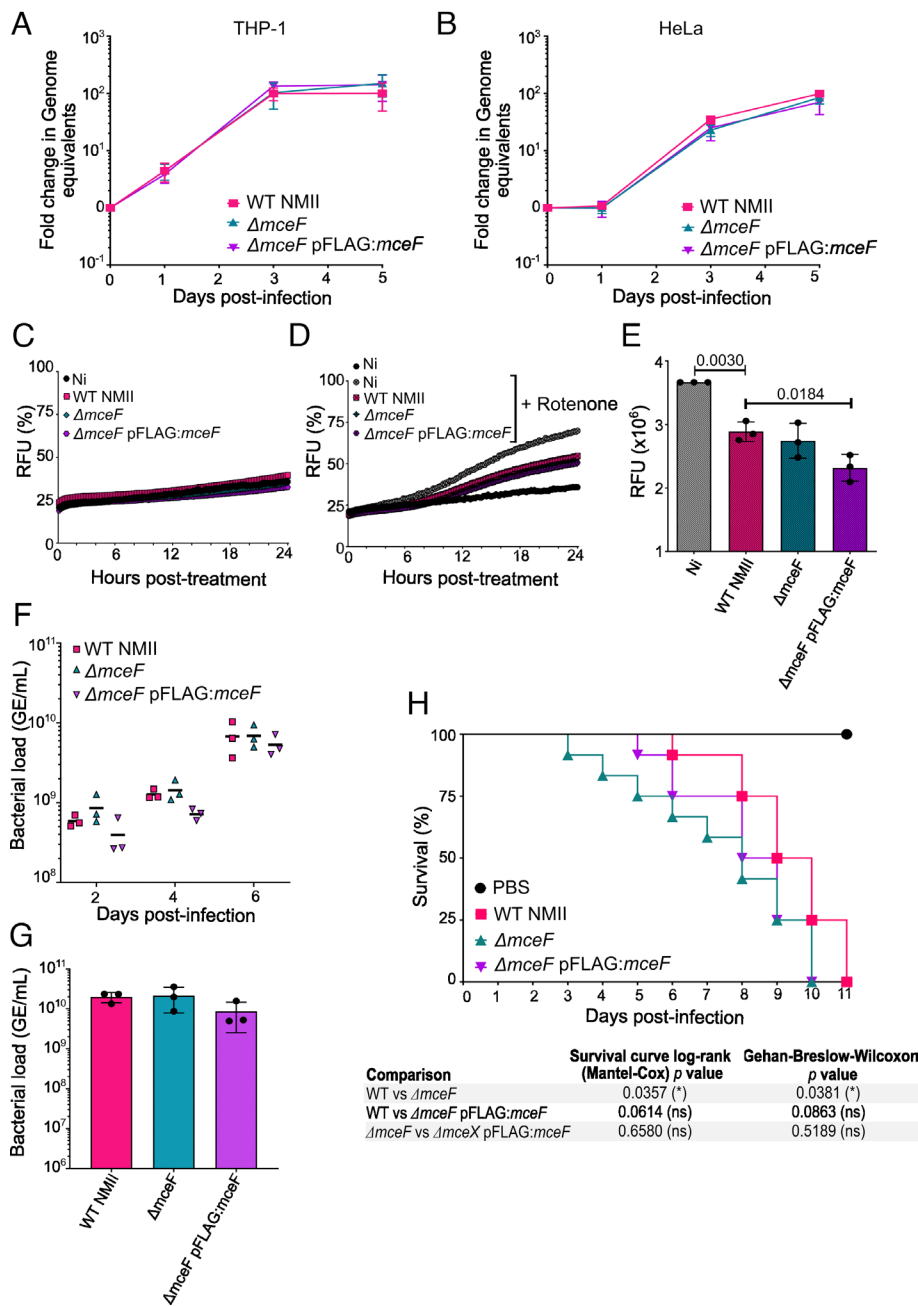 A
THP-1
Fold change in Genome
equivalents
10³
10²
10¹
0
10⁻¹
WT NMII
ΔmceF
ΔmceF pFLAG:mceF
0 1 2 3 4 5
Days post-infection
B
HeLa
Fold change in Genome
equivalents
10³
10²
10¹
0
10⁻¹
WT NMII
ΔmceF
ΔmceF pFLAG:mceF
0 1 2 3 4 5
Days post-infection
C
RFU (%)
100
75
50
25
0
Ni
WT NMII
ΔmceF
ΔmceF pFLAG:mceF
0 6 12 18 24
Hours post-treatment
D
RFU (%)
100
75
50
25
0
Ni
Ni
WT NMII
ΔmceF
ΔmceF pFLAG:mceF
+ Rotenone
0 6 12 18 24
Hours post-treatment
E
RFU (x10⁶)
4
3
2
1
0.0030
0.0184
Ni
WT NMII
ΔmceF
ΔmceF pFLAG:mceF
F
Bacterial load (GE/mL)
10¹¹
10¹⁰
10⁹
10⁸
WT NMII
ΔmceF
ΔmceF pFLAG:mceF
2 4 6
Days post-infection
G
Bacterial load (GE/mL)
10¹¹
10¹⁰
10⁹
10⁸
10⁷
10⁶
WT NMII
ΔmceF
ΔmceF pFLAG:mceF
H
Survival (%)
100
75
50
25
0
PBS
WT NMII
ΔmceF
ΔmceF pFLAG:mceF
0 1 2 3 4 5 6 7 8 9 10 11
Days post-infection
Comparison Survival curve log-rank (Mantel-Cox) p value Gehan-Breslow-Wilcoxon p value
WT vs ΔmceF 0.0357 (*) 0.0381 (*)
WT vs ΔmceF pFLAG:mceF 0.0614 (ns) 0.0863 (ns)
ΔmceF vs ΔmceX pFLAG:mceF 0.6580 (ns) 0.5189 (ns)